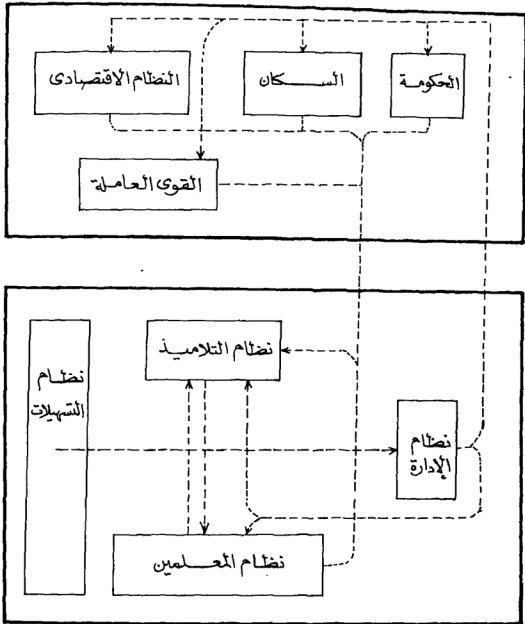 الحكومة
السكان
النظام الاقتصادى
القوى العاملة
نظام التلاميذ
نظام
التسهيلات
نظام
الإدارة
نظام المعلمين